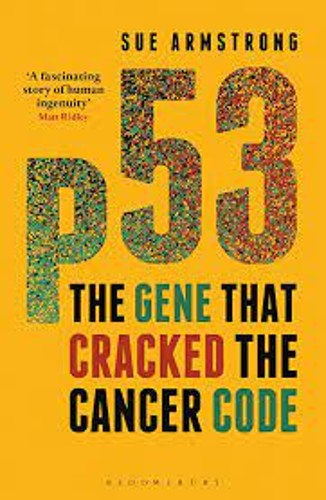 SUE ARMSTRONG
‘A fascinating
story of human
ingenuity’
Matt Ridley
p53
THE GENE THAT
CRACKED THE
CANCER CODE
BLOOMSBURY